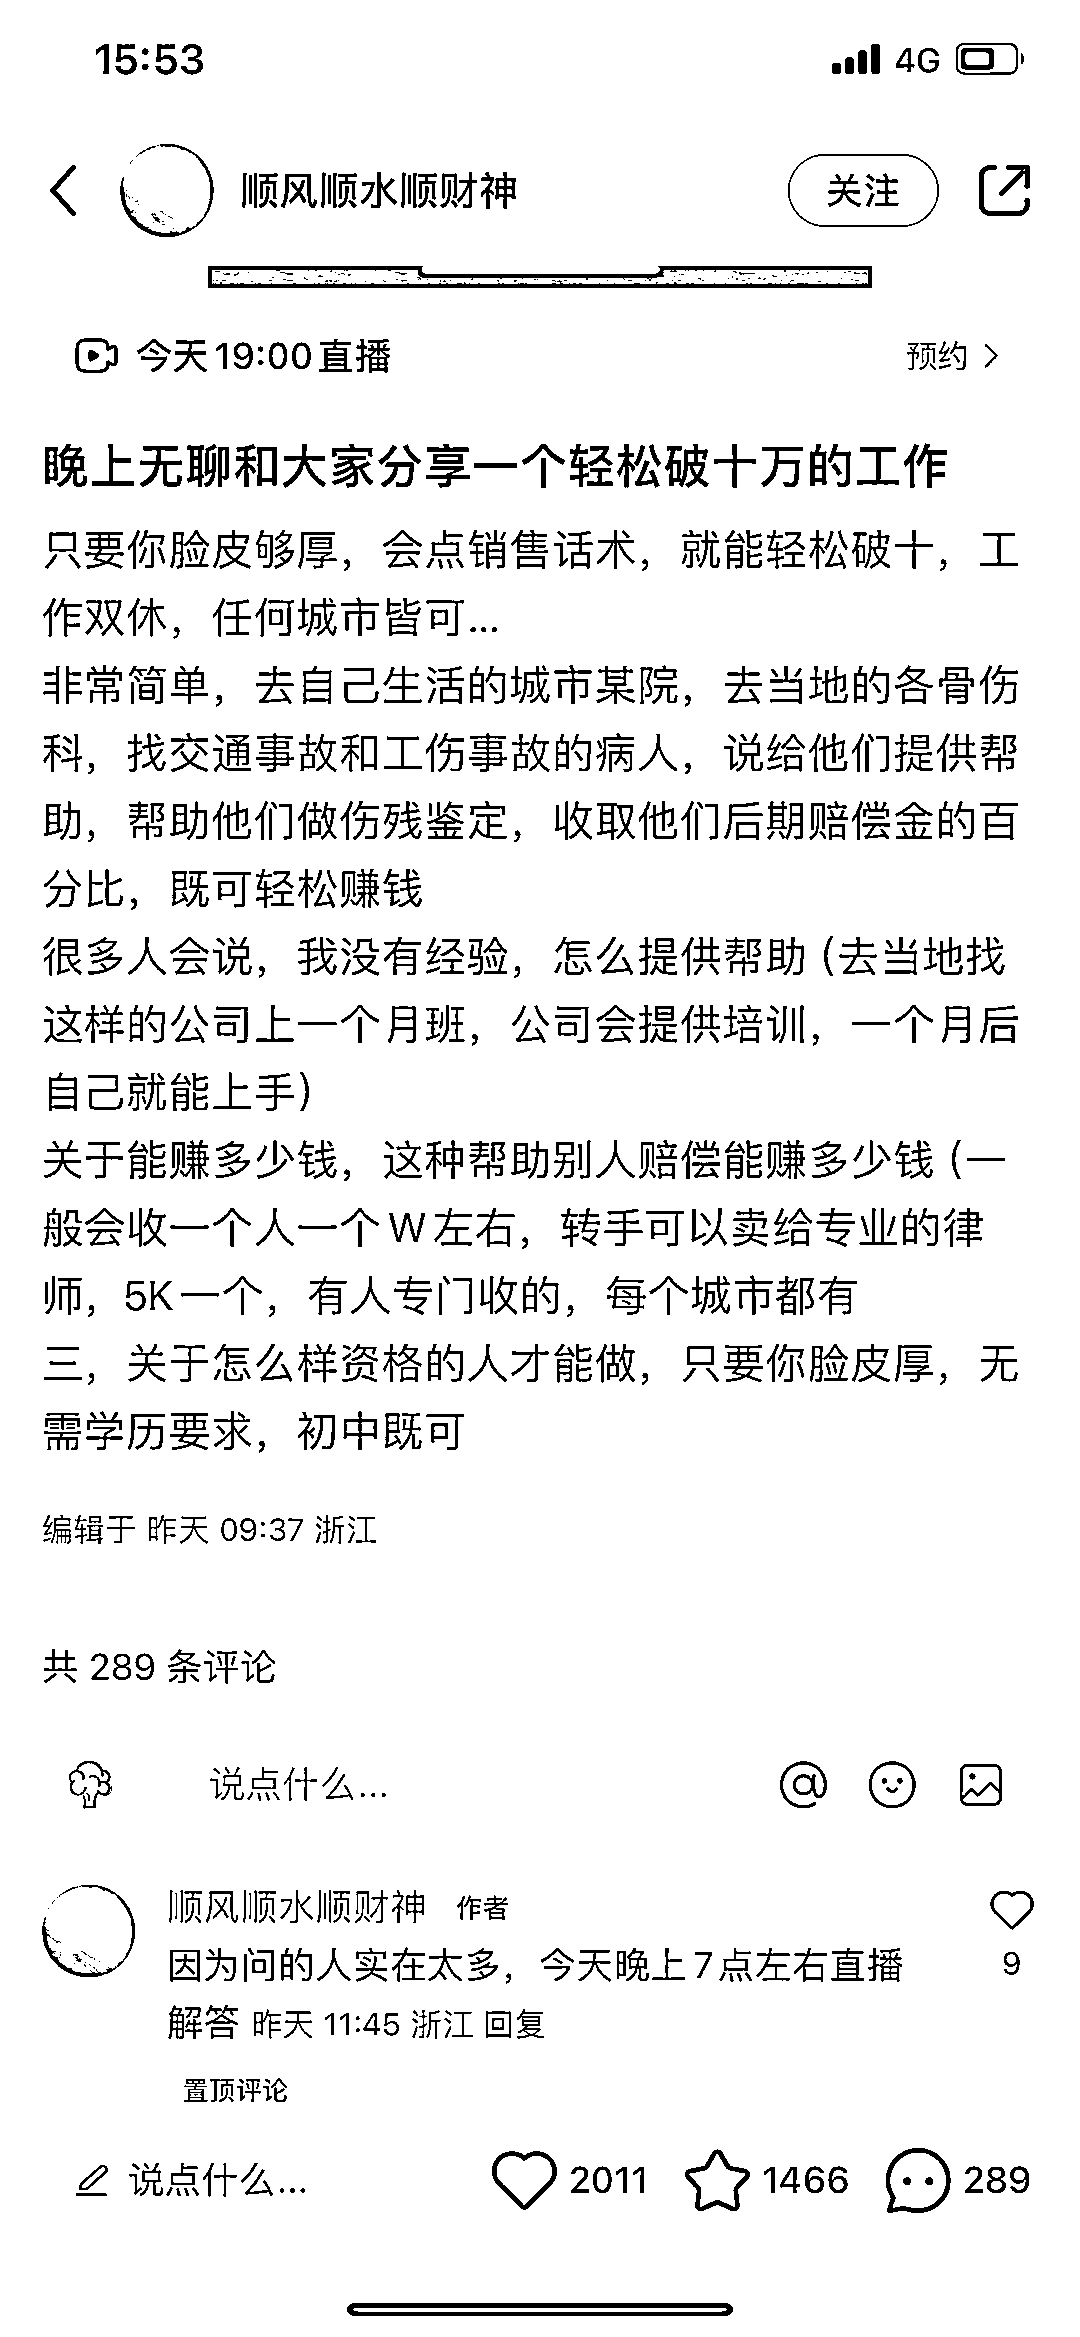 15:53
4G
顺风顺水顺财神
关注
今天19:00直播
预约
晚上无聊和大家分享一个轻松破十万的工作
只要你脸皮够厚，会点销售话术，就能轻松破十，工
作双休，任何城市皆可...
非常简单，去自己生活的城市某院，去当地的各骨伤
科，找交通事故和工伤事故的病人，说给他们提供帮
助，帮助他们做伤残鉴定，收取他们后期赔偿金的百
分比，既可轻松赚钱
很多人会说，我没有经验，怎么提供帮助（去当地找
这样的公司上一个月班，公司会提供培训，一个月后
自己就能上手）
关于能赚多少钱，这种帮助别人赔偿能赚多少钱（一
般会收一个人一个W左右，转手可以卖给专业的律
师，5K一个，有人专门收的，每个城市都有
三，关于怎么样资格的人才能做，只要你脸皮厚，无
需学历要求，初中既可
编辑于 昨天 09:37 浙江
共 289 条评论
说点什么...
顺风顺水顺财神 作者
因为问的人实在太多，今天晚上7点左右直播
9
解答 昨天 11:45 浙江 回复
置顶评论
说点什么...
2011
1466
289